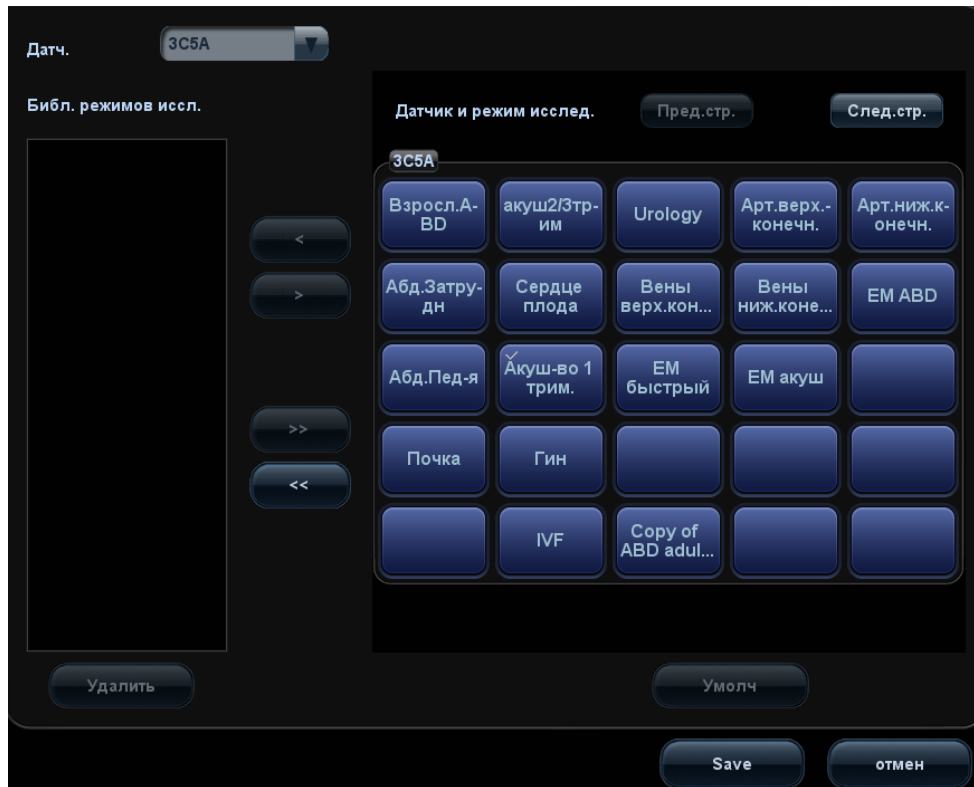 Датч.
3C5A
Библ. режимов иссл.
Датчик и режим исслед.
Пред.стр.
След.стр.
3C5A
Взросл.А-
BD
акуш2/3тр-
им
Urology
Арт.верх.-
конечн.
Арт.ниж.к-
онечн.
Абд.Затру-
дн
Сердце
плода
Вены
верх.кон...
Вены
ниж.коне...
EM ABD
Абд.Пед-я
Акуш-во 1
трим.
EM
быстрый
EM акуш
Почка
Гин
IVF
Copy of
ABD adul...
<
>
>>
<<
Удалить
Умолч
Save
отмен